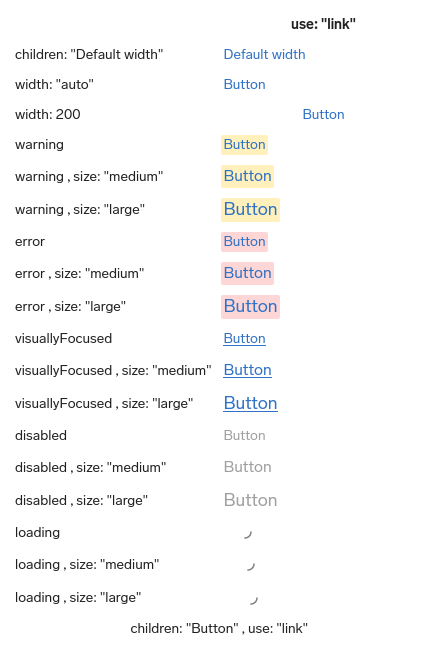 use: "link"
children: "Default width" Default width
width: "auto" Button
width: 200 Button
warning Button
warning , size: "medium" Button
warning , size: "large" Button
error Button
error , size: "medium" Button
error , size: "large" Button
visuallyFocused Button
visuallyFocused , size: "medium" Button
visuallyFocused , size: "large" Button
disabled Button
disabled , size: "medium" Button
disabled , size: "large" Button
loading
loading , size: "medium"
loading , size: "large"
children: "Button" , use: "link"